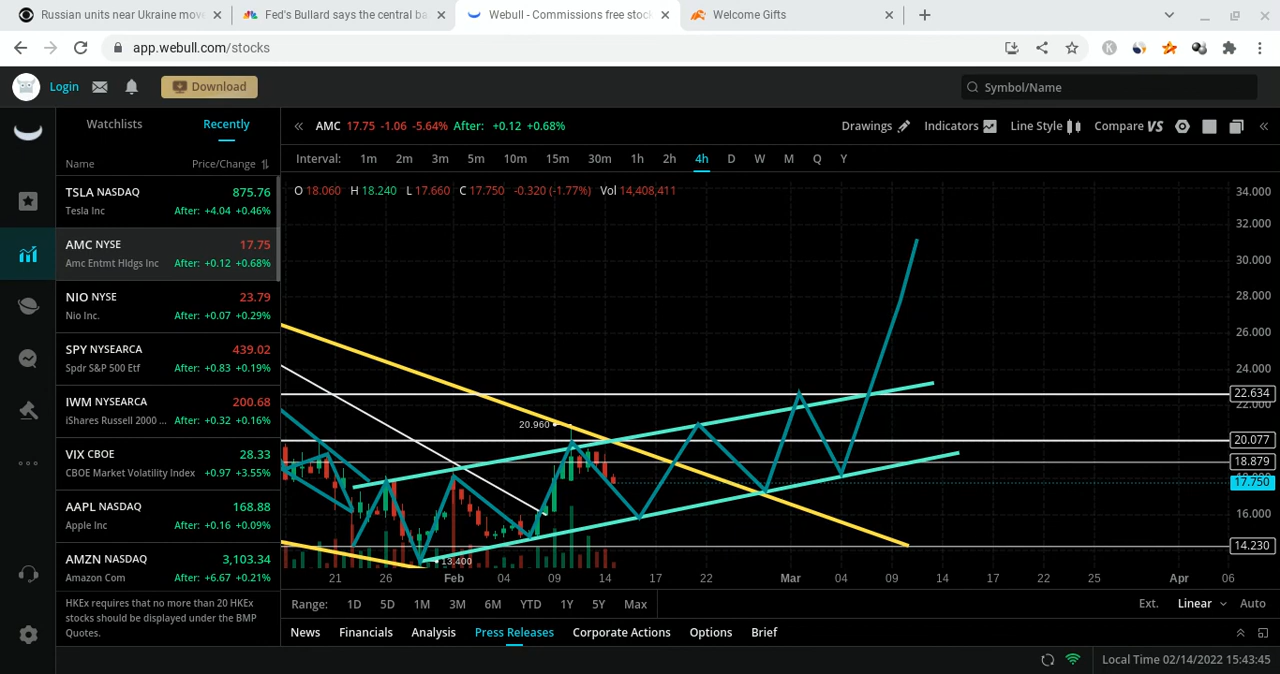 Russian units near Ukraine move
Fed's Bullard says the central ba
Webull - Commissions free stoc
Welcome Gifts
app.webull.com/stocks
Login
Download
Symbol/Name
Watchlists
Recently
Name
Price/Change
TSLA NASDAQ
875.76
Tesla Inc
After: +4.04 +0.46%
AMC NYSE
17.75
Amc Entmt Hldgs Inc
After: +0.12 +0.68%
NIO NYSE
23.79
Nio Inc.
After: +0.07 +0.29%
SPY NYSEARCA
439.02
Spdr S&P 500 Etf
After: +0.83 +0.19%
IWM NYSEARCA
200.68
iShares Russell 2000 ...
After: +0.32 +0.16%
VIX CBOE
28.33
CBOE Market Volatility Index
+0.97 +3.55%
AAPL NASDAQ
168.88
Apple Inc
After: +0.16 +0.09%
AMZN NASDAQ
3,103.34
Amazon Com
After: +6.67 +0.21%
HKEx requires that no more than 20 HKEx
stocks should be displayed under the BMP
Quotes.
AMC 17.75 -1.06 -5.64% After: +0.12 +0.68%
Drawings
Indicators
Line Style
Compare VS
Interval: 1m 2m 3m 5m 10m 15m 30m 1h 2h 4h D W M Q Y
O 18.060 H 18.240 L 17.660 C 17.750 -0.320 (-1.77%) Vol 14,408,411
34.000
32.000
30.000
28.000
26.000
24.000
22.634
22.000
20.077
18.879
17.750
16.000
14.230
20.960
13.400
21 26 Feb 04 09 14 17 22 Mar 04 09 14 17 22 25 Apr 06
Range: 1D 5D 1M 3M 6M YTD 1Y 5Y Max
Ext. Linear Auto
News Financials Analysis Press Releases Corporate Actions Options Brief
Local Time 02/14/2022 15:43:45